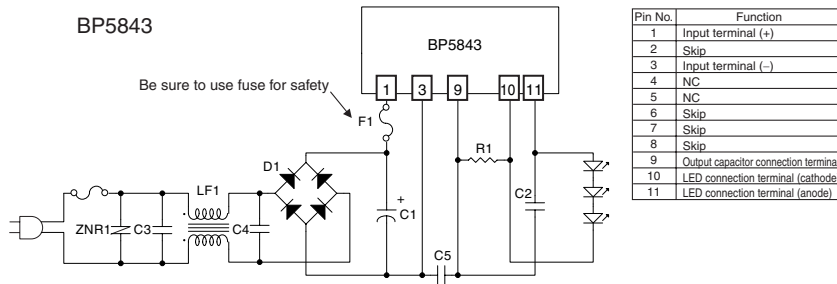 BP5843
BP5843
1 3 9 10 11
Be sure to use fuse for safety
F1
R1
D1
LF1
+
C1
C2
ZNR1
C3
C4
C5
Pin No. Function
1 Input terminal (+)
2 Skip
3 Input terminal (−)
4 NC
5 NC
6 Skip
7 Skip
8 Skip
9 Output capacitor connection termina
10 LED connection terminal (cathode
11 LED connection terminal (anode)